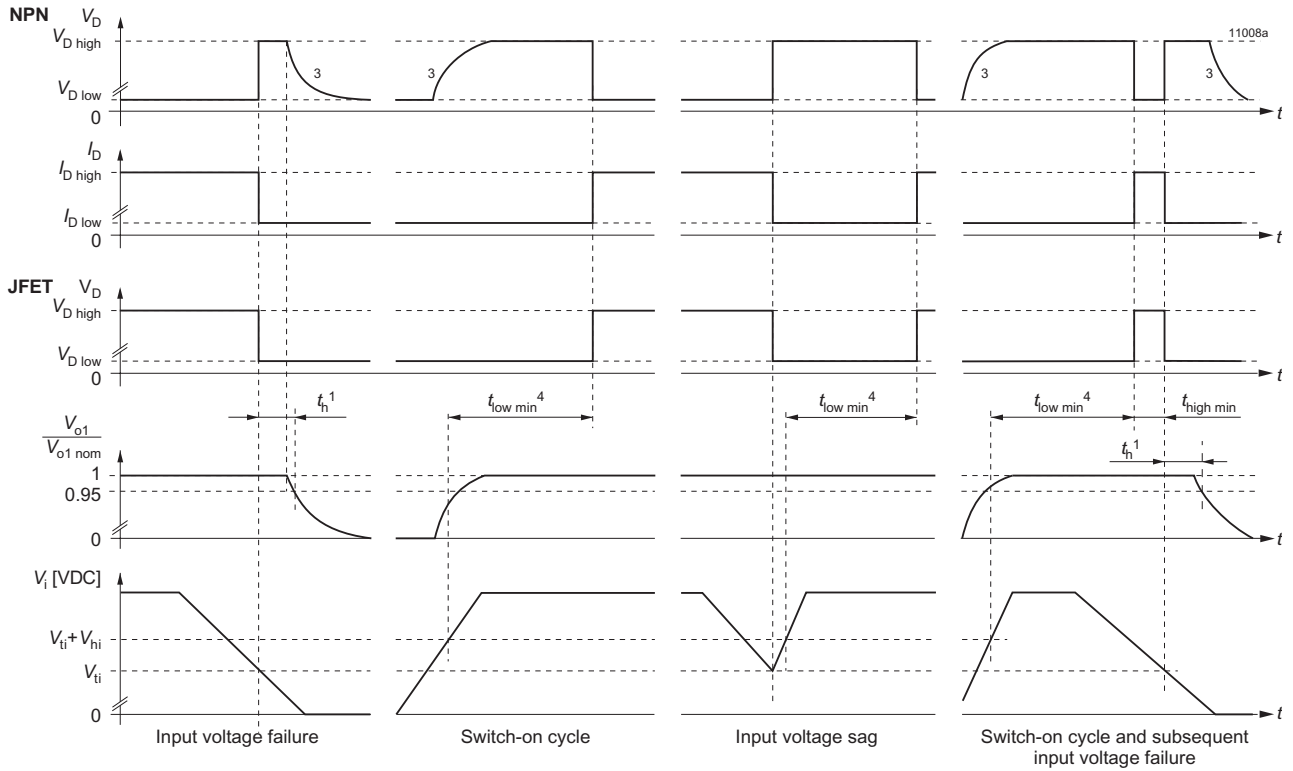 NPN V_D
V_D high
3
3
3
3
11008a
V_D low
0
t
I_D
I_D high
I_D low
0
t
JFET V_D
V_D high
V_D low
0
t
t_h^1
t_low min^4
t_low min^4
t_low min^4
t_high min
V_o1
V_o1 nom
t_h^1
1
0.95
0
t
V_i [VDC]
V_ti+V_hi
V_ti
0
t
Input voltage failure
Switch-on cycle
Input voltage sag
Switch-on cycle and subsequent
input voltage failure